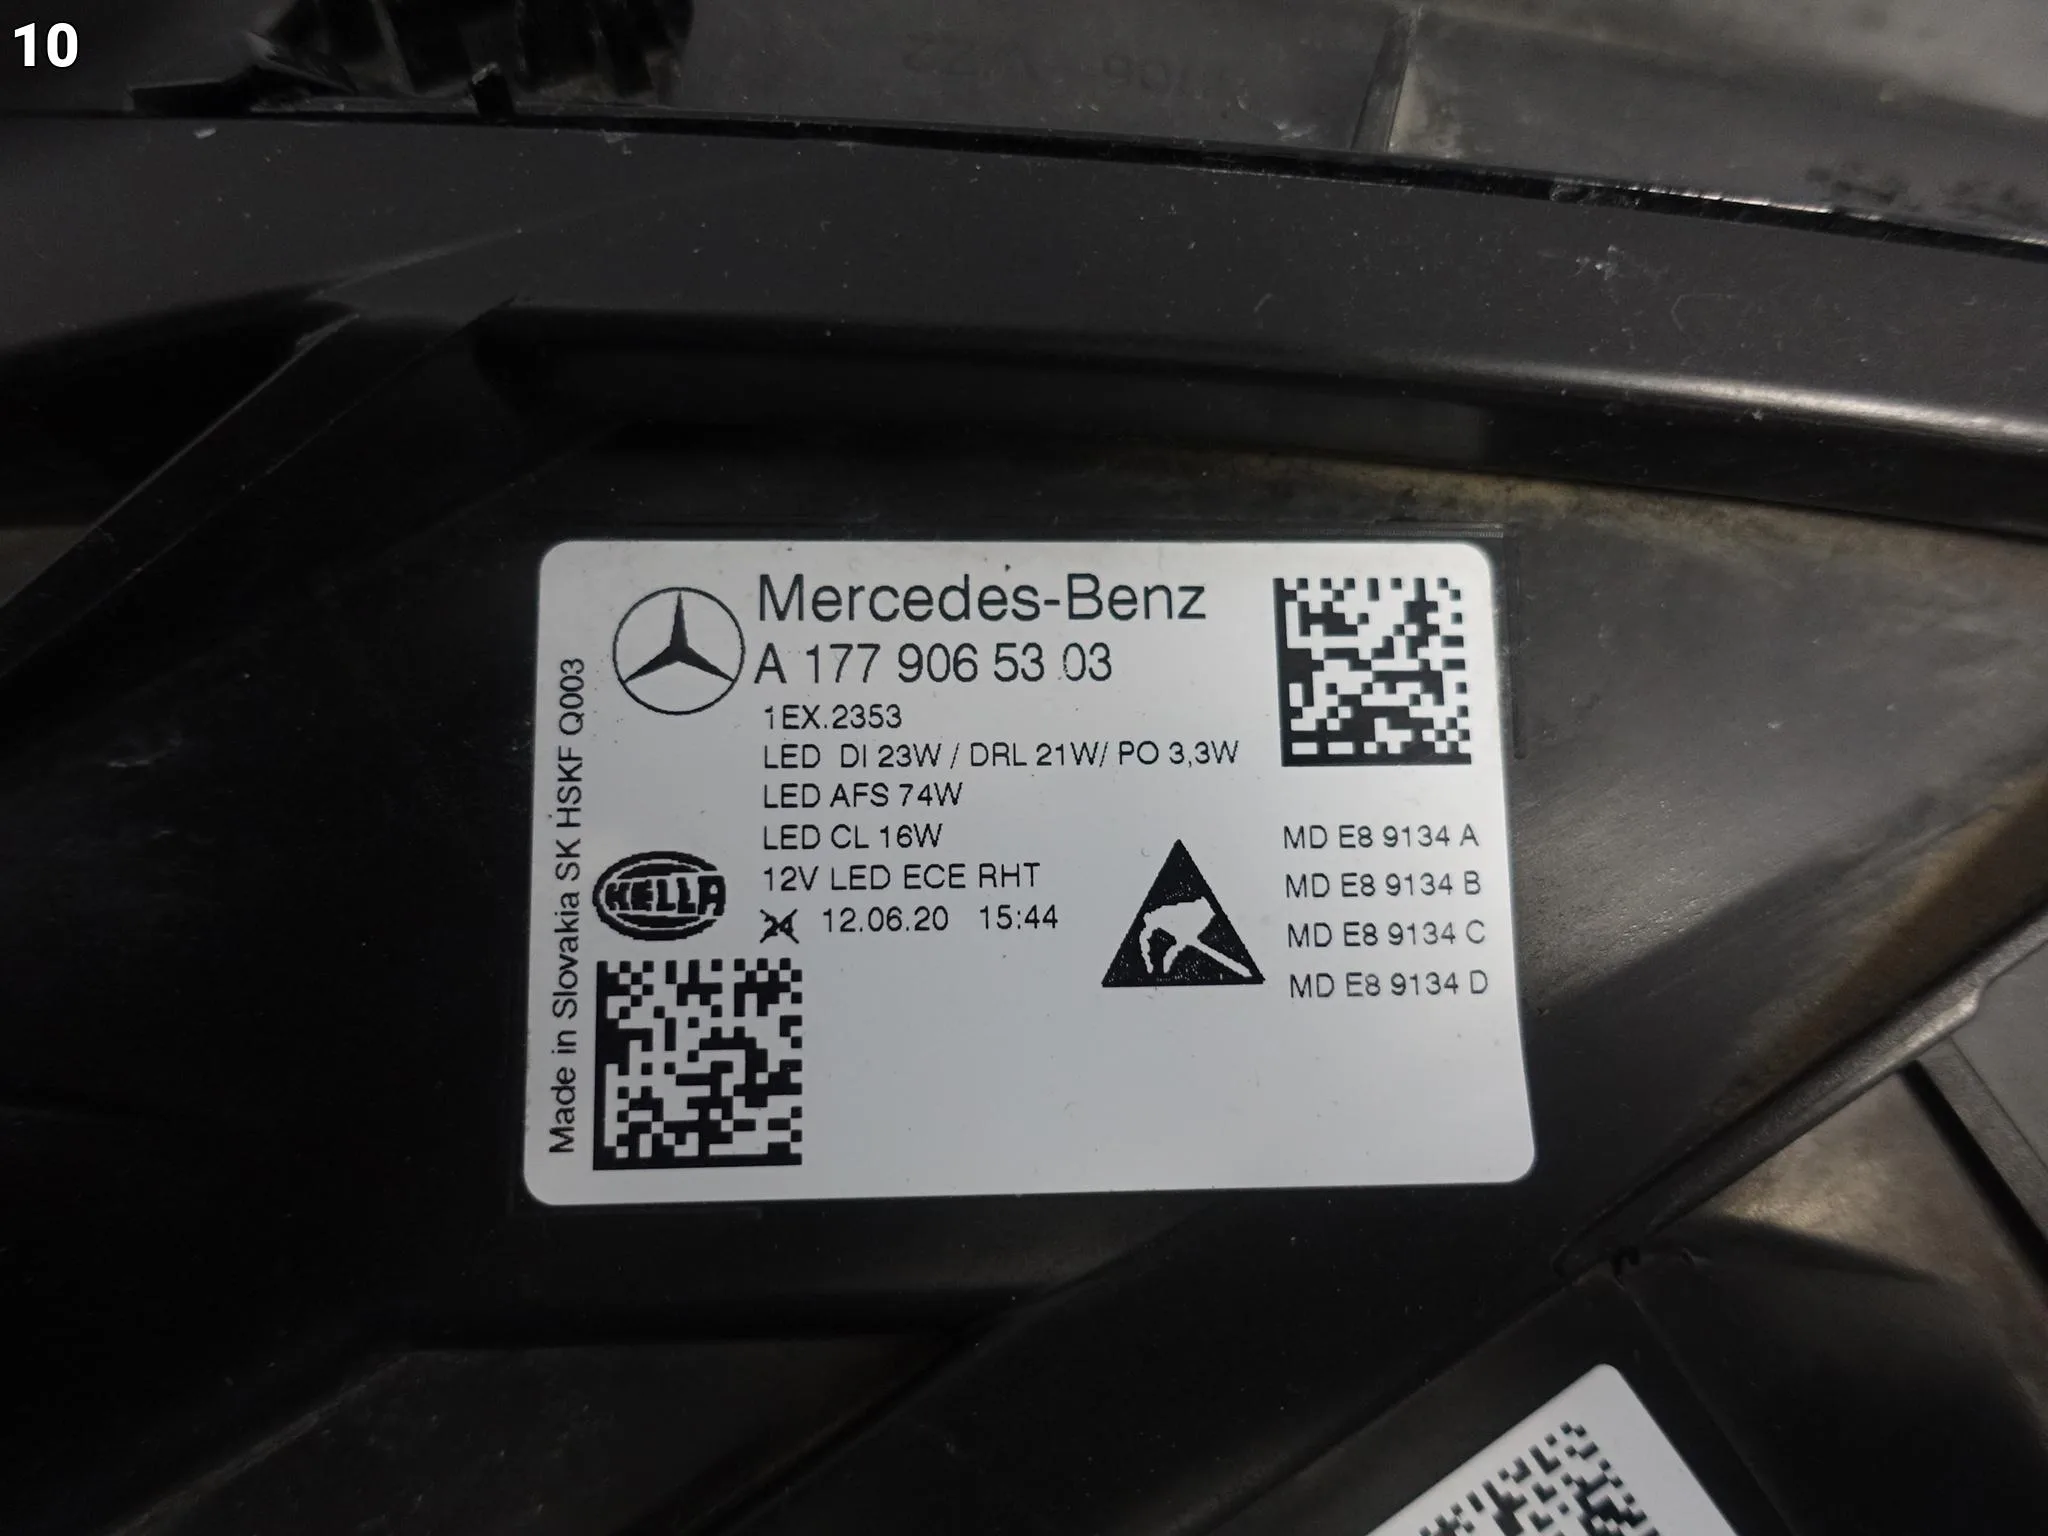 10
Mercedes-Benz
A 177 906 53 03
1EX.2353
LED DI 23W / DRL 21W/ PO 3,3W
LED AFS 74W
LED CL 16W
12V LED ECE RHT
24 12.06.20 15:44
HELLA
Made in Slovakia SK HSKF Q003
MD E8 9134 A
MD E8 9134 B
MD E8 9134 C
MD E8 9134 D